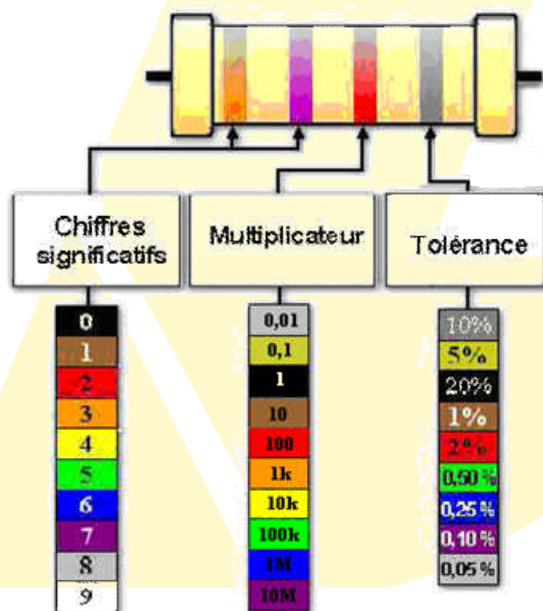 Chiffres
significatifs
Multiplicateur
Tolérance
0
1
2
3
4
5
6
7
8
9
0,01
0,1
1
10
100
1k
10k
100k
1M
10M
10%
5%
20%
1%
2%
0,50 %
0,25 %
0,10 %
0,05 %